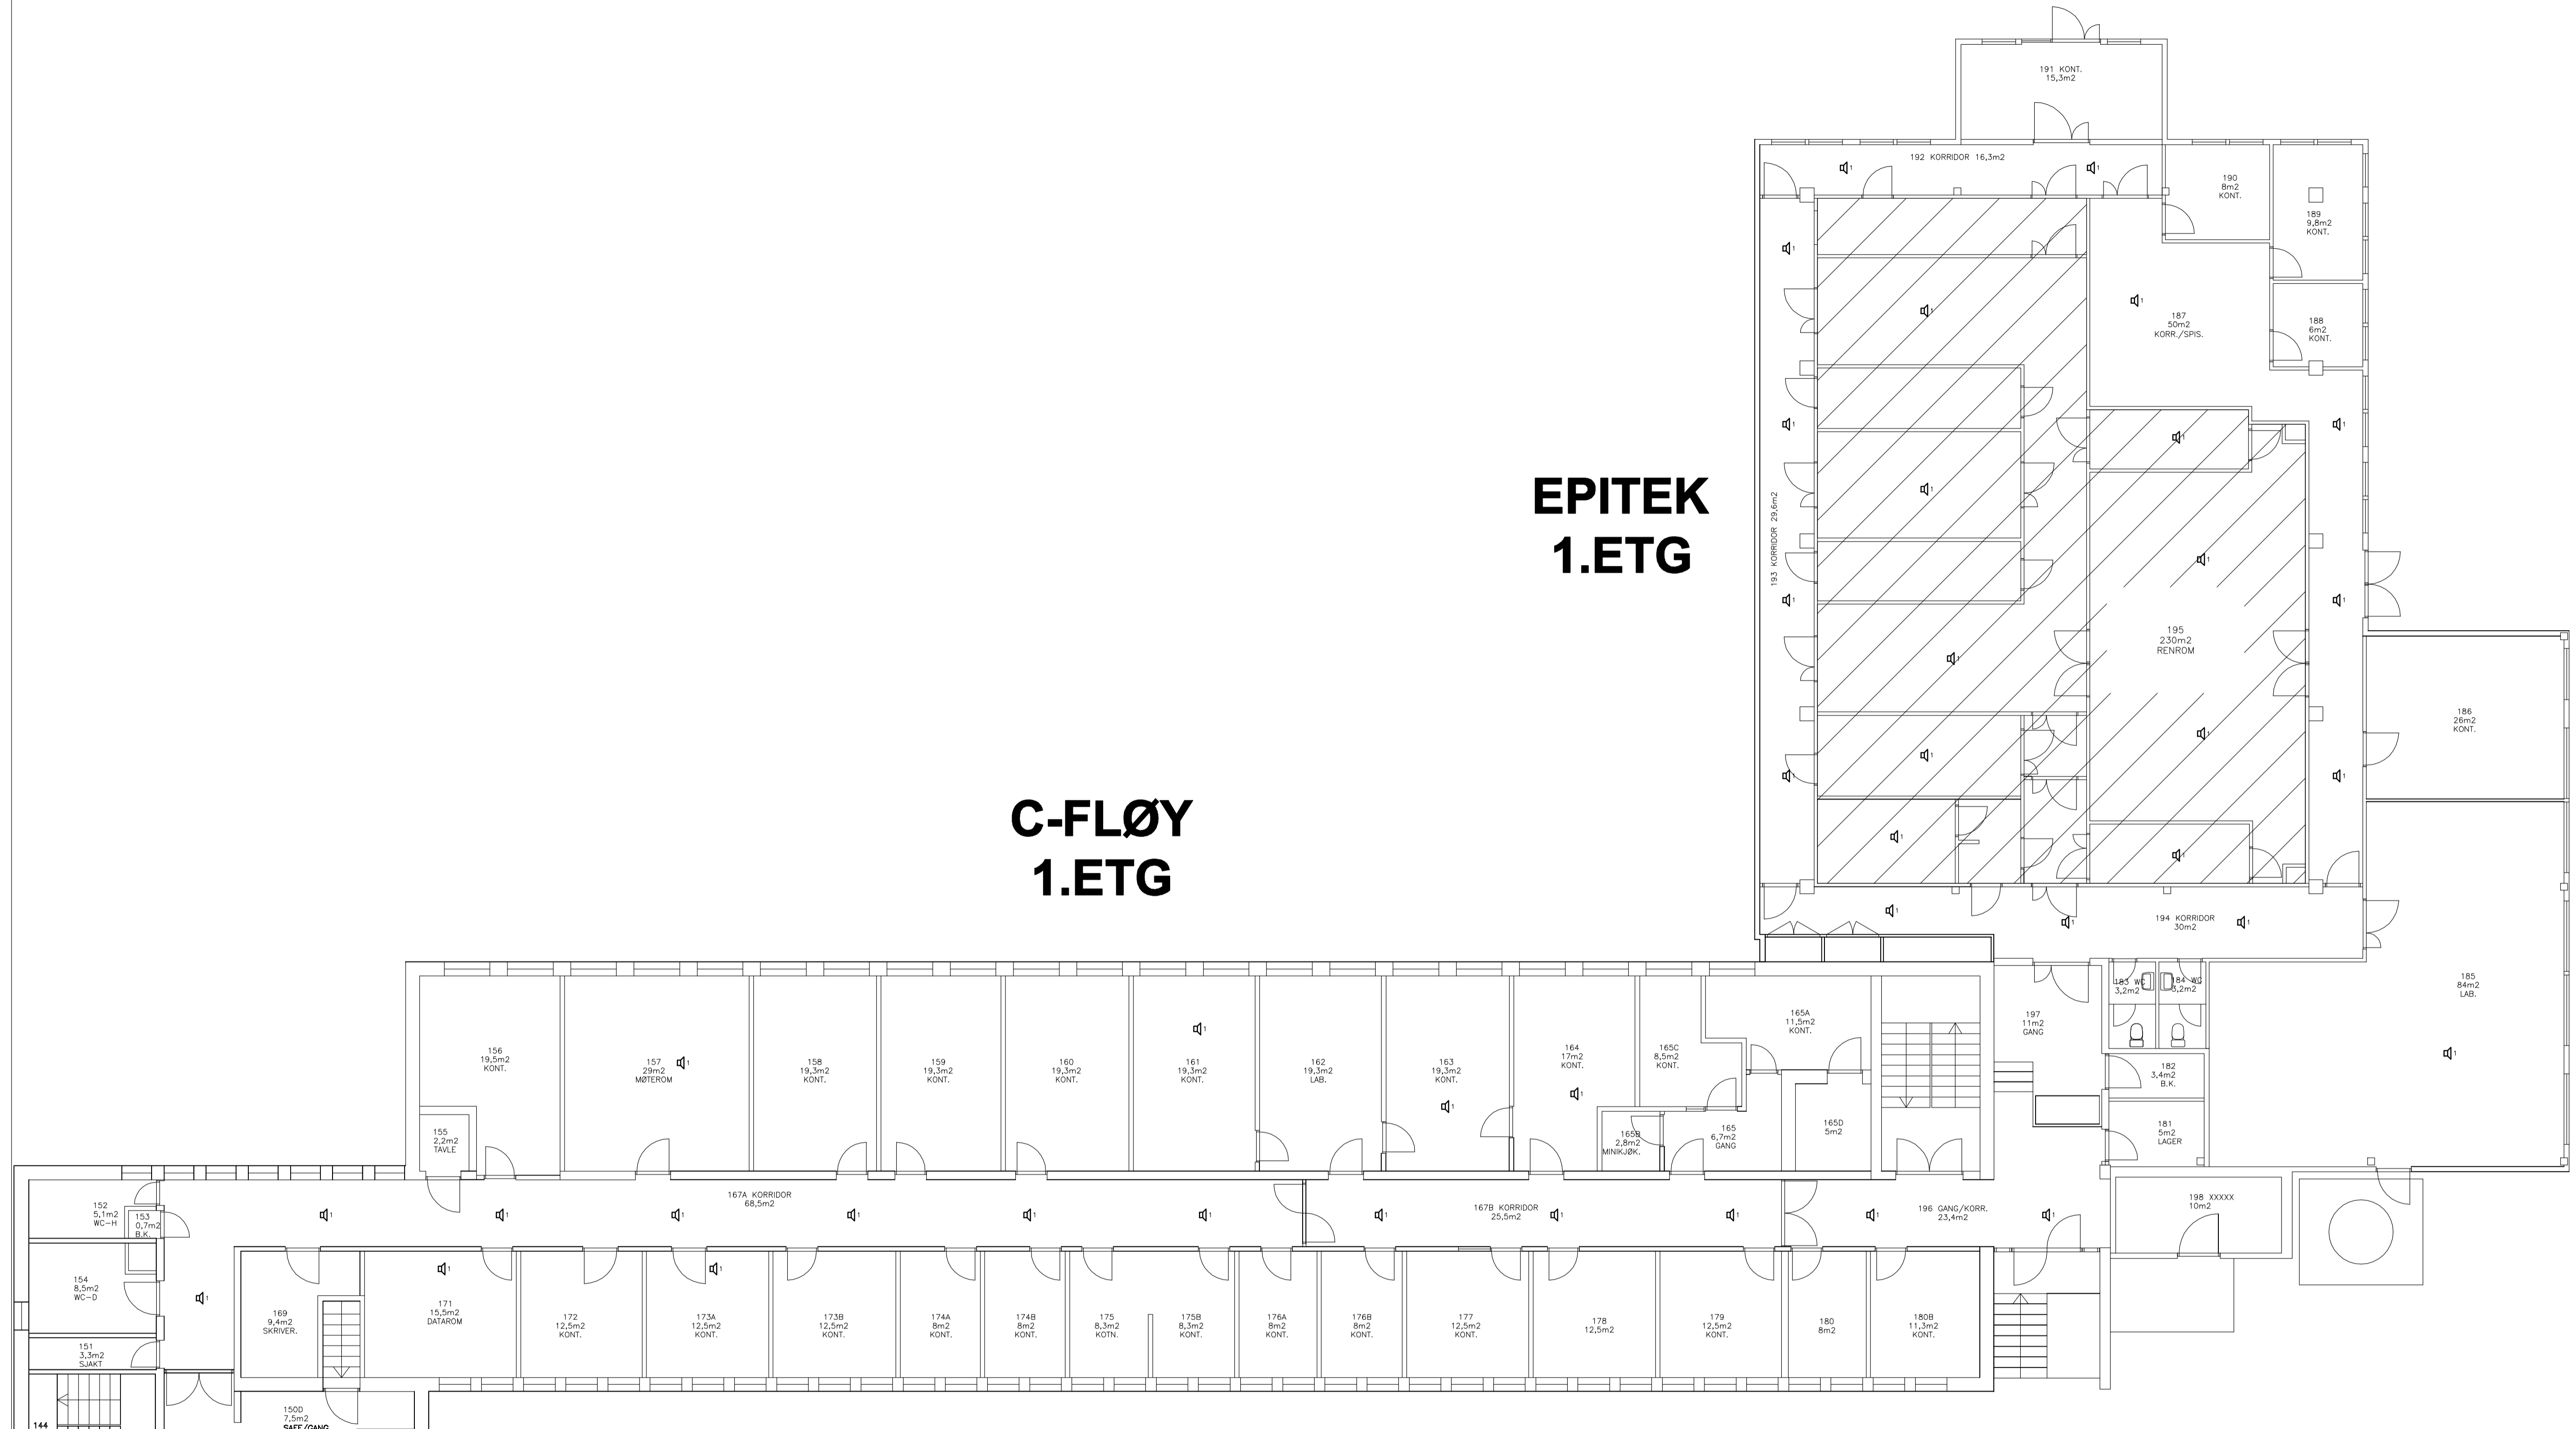 191 KONT.
15,3m2
192 KORRIDOR 16,3m2
190
8m2
KONT.
189
9,8m2
KONT.
187
50m2
KORR./SPIS.
188
6m2
KONT.
EPITEK
1.ETG
193 KORRIDOR 29,6m2
195
230m2
RENROM
186
26m2
KONT.
C-FLØY
1.ETG
194 KORRIDOR
30m2
183 WC
3,2m2
184 WC
3,2m2
185
84m2
LAB.
197
11m2
GANG
182
3,4m2
B.K.
181
5m2
LAGER
156
19,5m2
KONT.
157
29m2
MØTEROM
158
19,3m2
KONT.
159
19,3m2
KONT.
160
19,3m2
KONT.
161
19,3m2
KONT.
162
19,3m2
LAB.
163
19,3m2
KONT.
164
17m2
KONT.
165C
8,5m2
KONT.
165A
11,5m2
KONT.
155
2,2m2
TAVLE
165B
2,8m2
MINIKJØK.
165
6,7m2
GANG
165D
5m2
152
5,1m2
WC-H
153
0,7m2
B.K.
167A KORRIDOR
68,5m2
167B KORRIDOR
25,5m2
196 GANG/KORR.
23,4m2
198 XXXXX
10m2
154
8,5m2
WC-D
151
3,3m2
SJAKT
169
9,4m2
SKRIVER.
171
15,5m2
DATAROM
172
12,5m2
KONT.
173A
12,5m2
KONT.
173B
12,5m2
KONT.
174A
8m2
KONT.
174B
8m2
KONT.
175
8,3m2
KOTN.
175B
8,3m2
KONT.
176A
8m2
KONT.
176B
8m2
KONT.
177
12,5m2
KONT.
178
12,5m2
179
12,5m2
KONT.
180
8m2
180B
11,3m2
KONT.
144
150D
7,5m2
SAFE/GANG